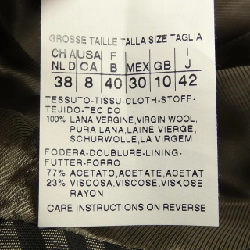 GROSSE TAILLE TALLA SIZE TAGLIA
CH A USA F MEX GB I
NL D CA B J
38 8 40 30 10 42
TESSUTO-TISSU-CLOTH-STOFF-
TEJIDO-TEC DO
100% LANA VERGINE,VIRGIN WOOL,
PURA LANA,LAINE VIERGE,
SCHURWOLLE,LA VIRGEM
FODERA-DOUBLURE-LINING-
FUTTER-FORRO
77% ACETATO, ACETATE, ACETAT
23% VISCOSA,VISCOSE,VISKOSE
RAYON
CARE INSTRUCTIONS ON REVERSE